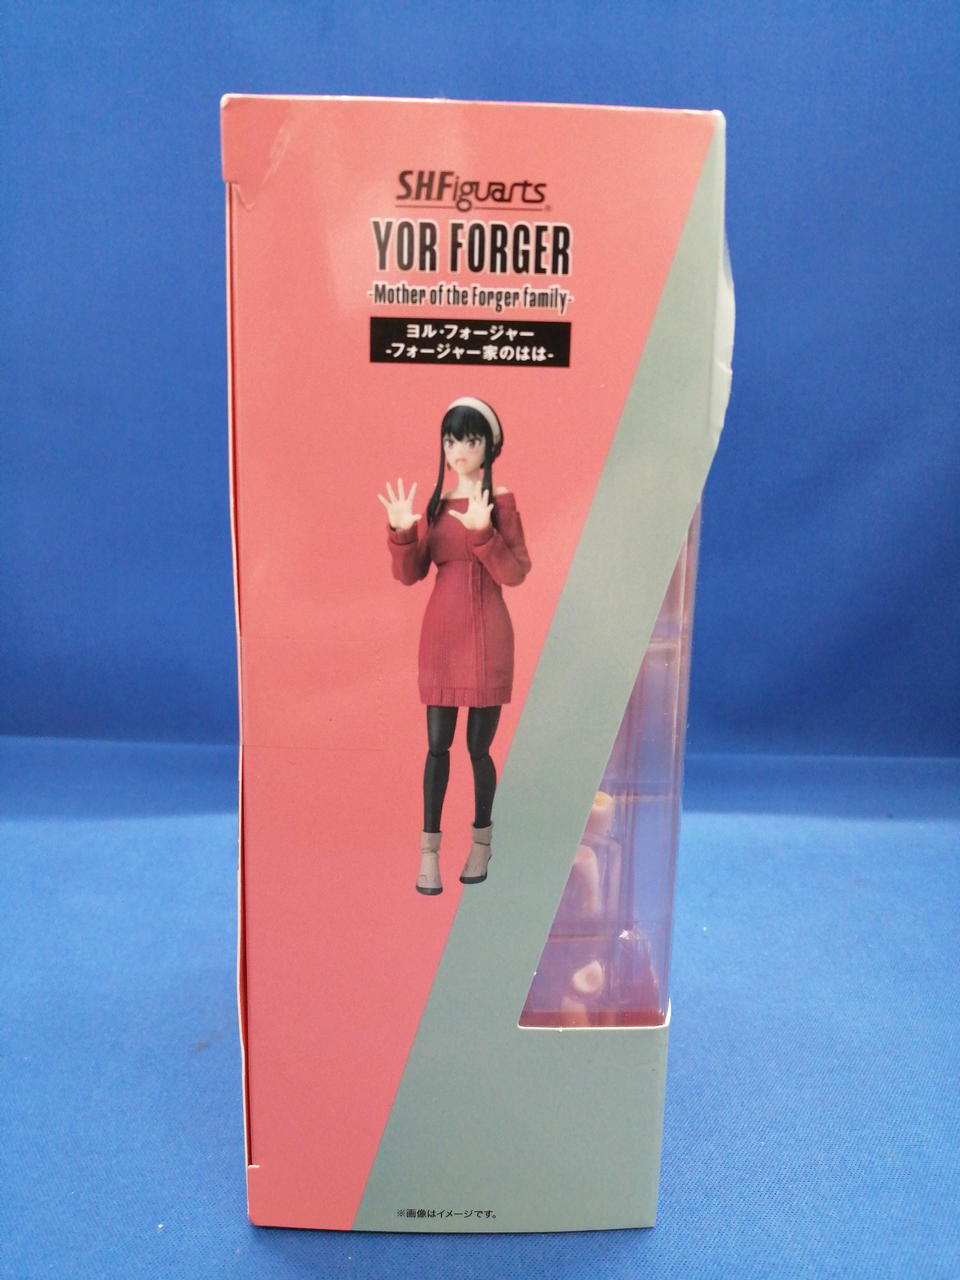 S.H.Figuarts®
YOR FORGER
-Mother of the Forger family-
ヨル・フォージャー
-フォージャー家のはは-
※画像はイメージです。